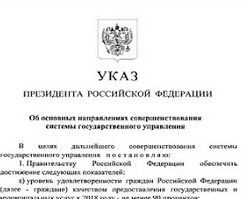 УКАЗ
ПРЕЗИДЕНТА РОССИЙСКОЙ ФЕДЕРАЦИИ
Об основных направлениях совершенствования
системы государственного управления
В целях дальнейшего совершенствования системы
государственного управления постановляю:
1. Правительству Российской Федерации обеспечить
достижение следующих показателей:
а) уровень удовлетворенности граждан Российской Федерации
(далее - граждане) качеством предоставления государственных и
муниципальных услуг к 2018 году - не менее 90 процентов;